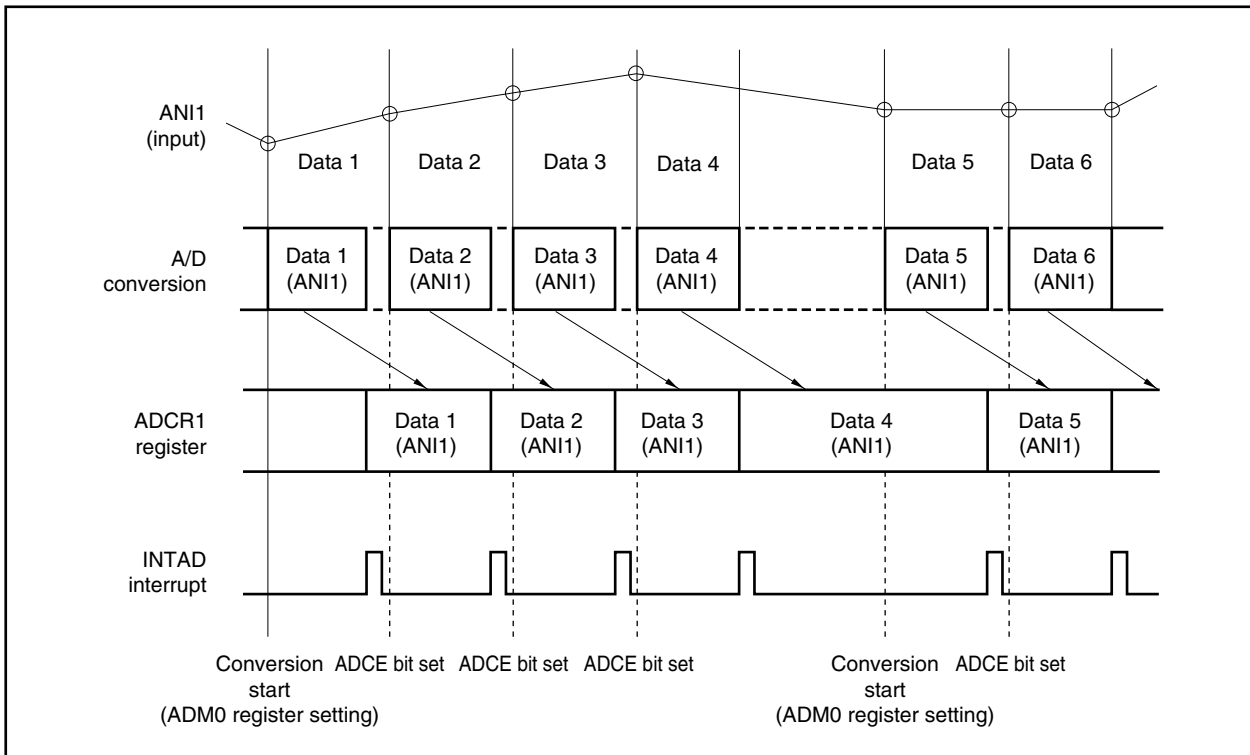 ANI1
(input)
Data 1
Data 2
Data 3
Data 4
Data 5
Data 6
A/D
conversion
Data 1
(ANI1)
Data 2
(ANI1)
Data 3
(ANI1)
Data 4
(ANI1)
Data 5
(ANI1)
Data 6
(ANI1)
ADCR1
register
Data 1
(ANI1)
Data 2
(ANI1)
Data 3
(ANI1)
Data 4
(ANI1)
Data 5
(ANI1)
INTAD
interrupt
Conversion
start
(ADM0 register setting)
ADCE bit set
ADCE bit set
ADCE bit set
Conversion
start
(ADM0 register setting)
ADCE bit set